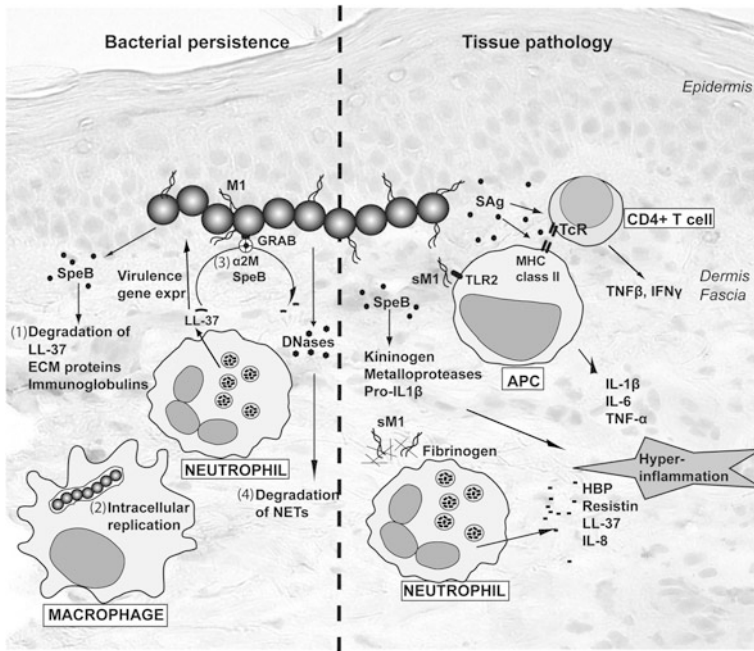 Bacterial persistence
Tissue pathology
Epidermis
M1
SAg
TcR
CD4+ T cell
GRAB
(3) α2M
SpeB
SpeB
Virulence
gene expr
LL-37
(1) Degradation of
LL-37
ECM proteins
Immunoglobulins
DNases
NEUTROPHIL
(2) Intracellular
replication
(4) Degradation
of NETs
MACROPHAGE
MHC
class II
sM1
TLR2
Dermis
Fascia
TNFβ, IFNγ
SpeB
Kininogen
Metalloproteases
Pro-IL1β
APC
IL-1β
IL-6
TNF-α
sM1
Fibrinogen
Hyper-
inflammation
HBP
Resistin
LL-37
IL-8
NEUTROPHIL